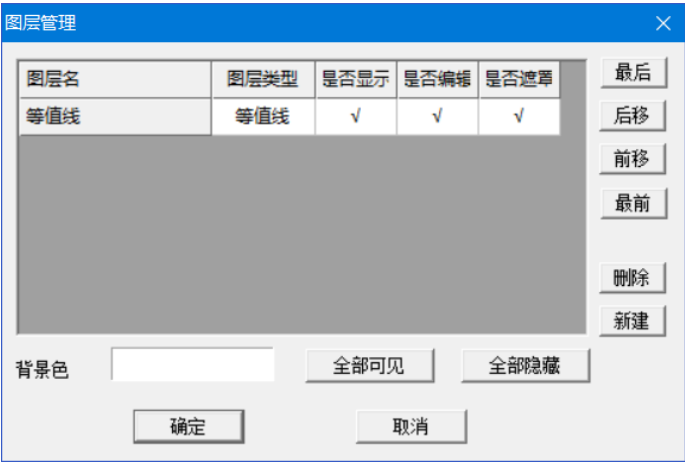 图层管理
图层名 图层类型 是否显示 是否编辑 是否遮罩
等值线 等值线 √ √ √
最后
后移
前移
最前
删除
新建
背景色 全部可见 全部隐藏
确定 取消